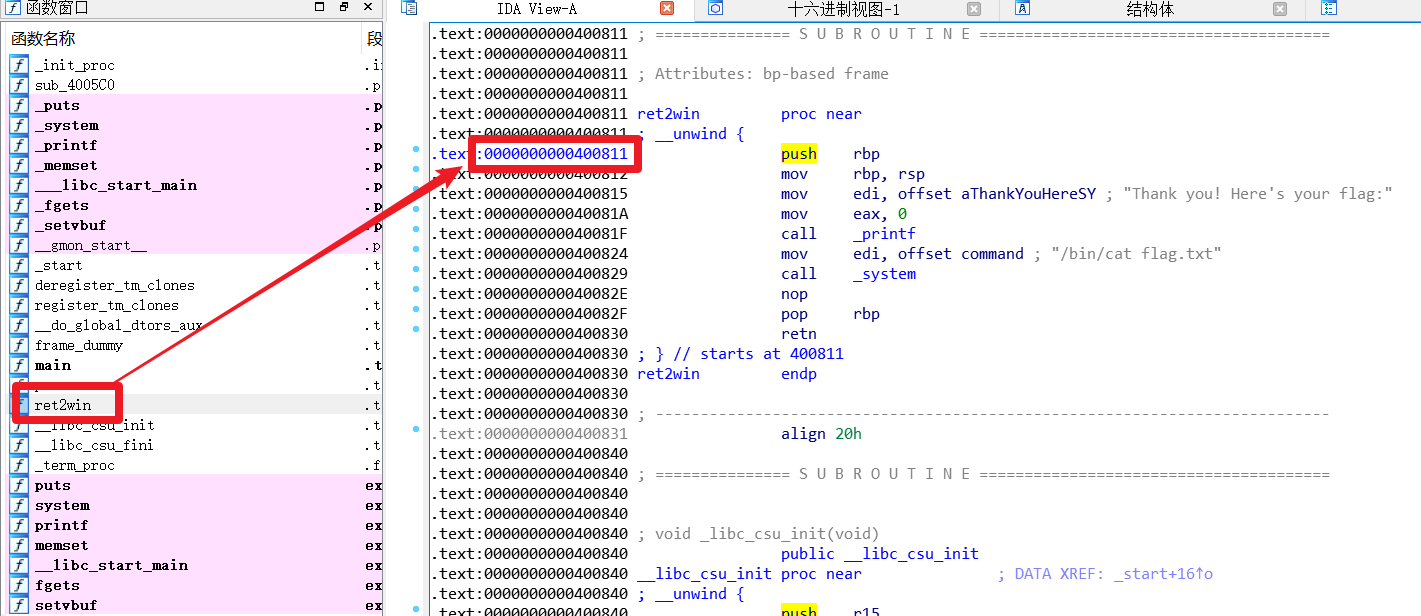 函数窗口
函数名称 段
_init_proc .i
sub_4005C0 .p
_puts .p
_system .p
_printf .p
_memset .p
___libc_start_main .p
_fgets .p
_setvbuf .p
__gmon_start__ .p
_start .t
deregister_tm_clones .t
register_tm_clones .t
__do_global_dtors_aux .t
frame_dummy .t
main .t
.t
ret2win .t
__libc_csu_init .t
__libc_csu_fini .t
_term_proc .f
puts ex
system ex
printf ex
memset ex
__libc_start_main ex
fgets ex
setvbuf ex
IDA View-A 十六进制视图-1 结构体
.text:0000000000400811 ; =============== S U B R O U T I N E =======================================
.text:0000000000400811
.text:0000000000400811 ; Attributes: bp-based frame
.text:0000000000400811
.text:0000000000400811 ret2win proc near
.text:0000000000400811 ; __unwind {
.text:0000000000400811 push rbp
.text:0000000000400812 mov rbp, rsp
.text:0000000000400815 mov edi, offset aThankYouHereSY ; "Thank you! Here's your flag:"
.text:000000000040081A mov eax, 0
.text:000000000040081F call _printf
.text:0000000000400824 mov edi, offset command ; "/bin/cat flag.txt"
.text:0000000000400829 call _system
.text:000000000040082E nop
.text:000000000040082F pop rbp
.text:0000000000400830 retn
.text:0000000000400830 ; } // starts at 400811
.text:0000000000400830 ret2win endp
.text:0000000000400830
.text:0000000000400830 ; ---------------------------------------------------------------------------
.text:0000000000400831 align 20h
.text:0000000000400840
.text:0000000000400840 ; =============== S U B R O U T I N E =======================================
.text:0000000000400840
.text:0000000000400840
.text:0000000000400840 ; void _libc_csu_init(void)
.text:0000000000400840 public __libc_csu_init
.text:0000000000400840 __libc_csu_init proc near ; DATA XREF: _start+16↑o
.text:0000000000400840 ; __unwind {
.text:0000000000400840 push r15